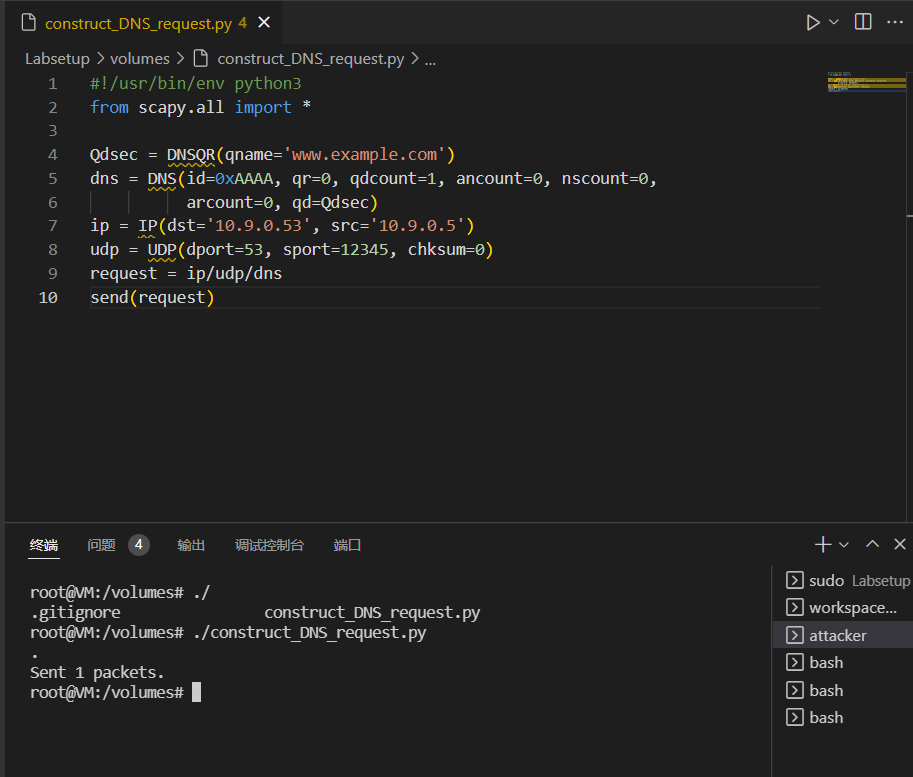 construct_DNS_request.py 4
Labsetup > volumes > construct_DNS_request.py > ...
1 #!/usr/bin/env python3
2 from scapy.all import *
3
4 Qdsec = DNSQR(qname='www.example.com')
5 dns = DNS(id=0xAAAA, qr=0, qdcount=1, ancount=0, nscount=0,
6 arcount=0, qd=Qdsec)
7 ip = IP(dst='10.9.0.53', src='10.9.0.5')
8 udp = UDP(dport=53, sport=12345, chksum=0)
9 request = ip/udp/dns
10 send(request)
终端 问题 4 输出 调试控制台 端口
root@VM:/volumes# ./
.gitignore construct_DNS_request.py
root@VM:/volumes# ./construct_DNS_request.py
.
Sent 1 packets.
root@VM:/volumes#
sudo Labsetup
workspace...
attacker
bash
bash
bash